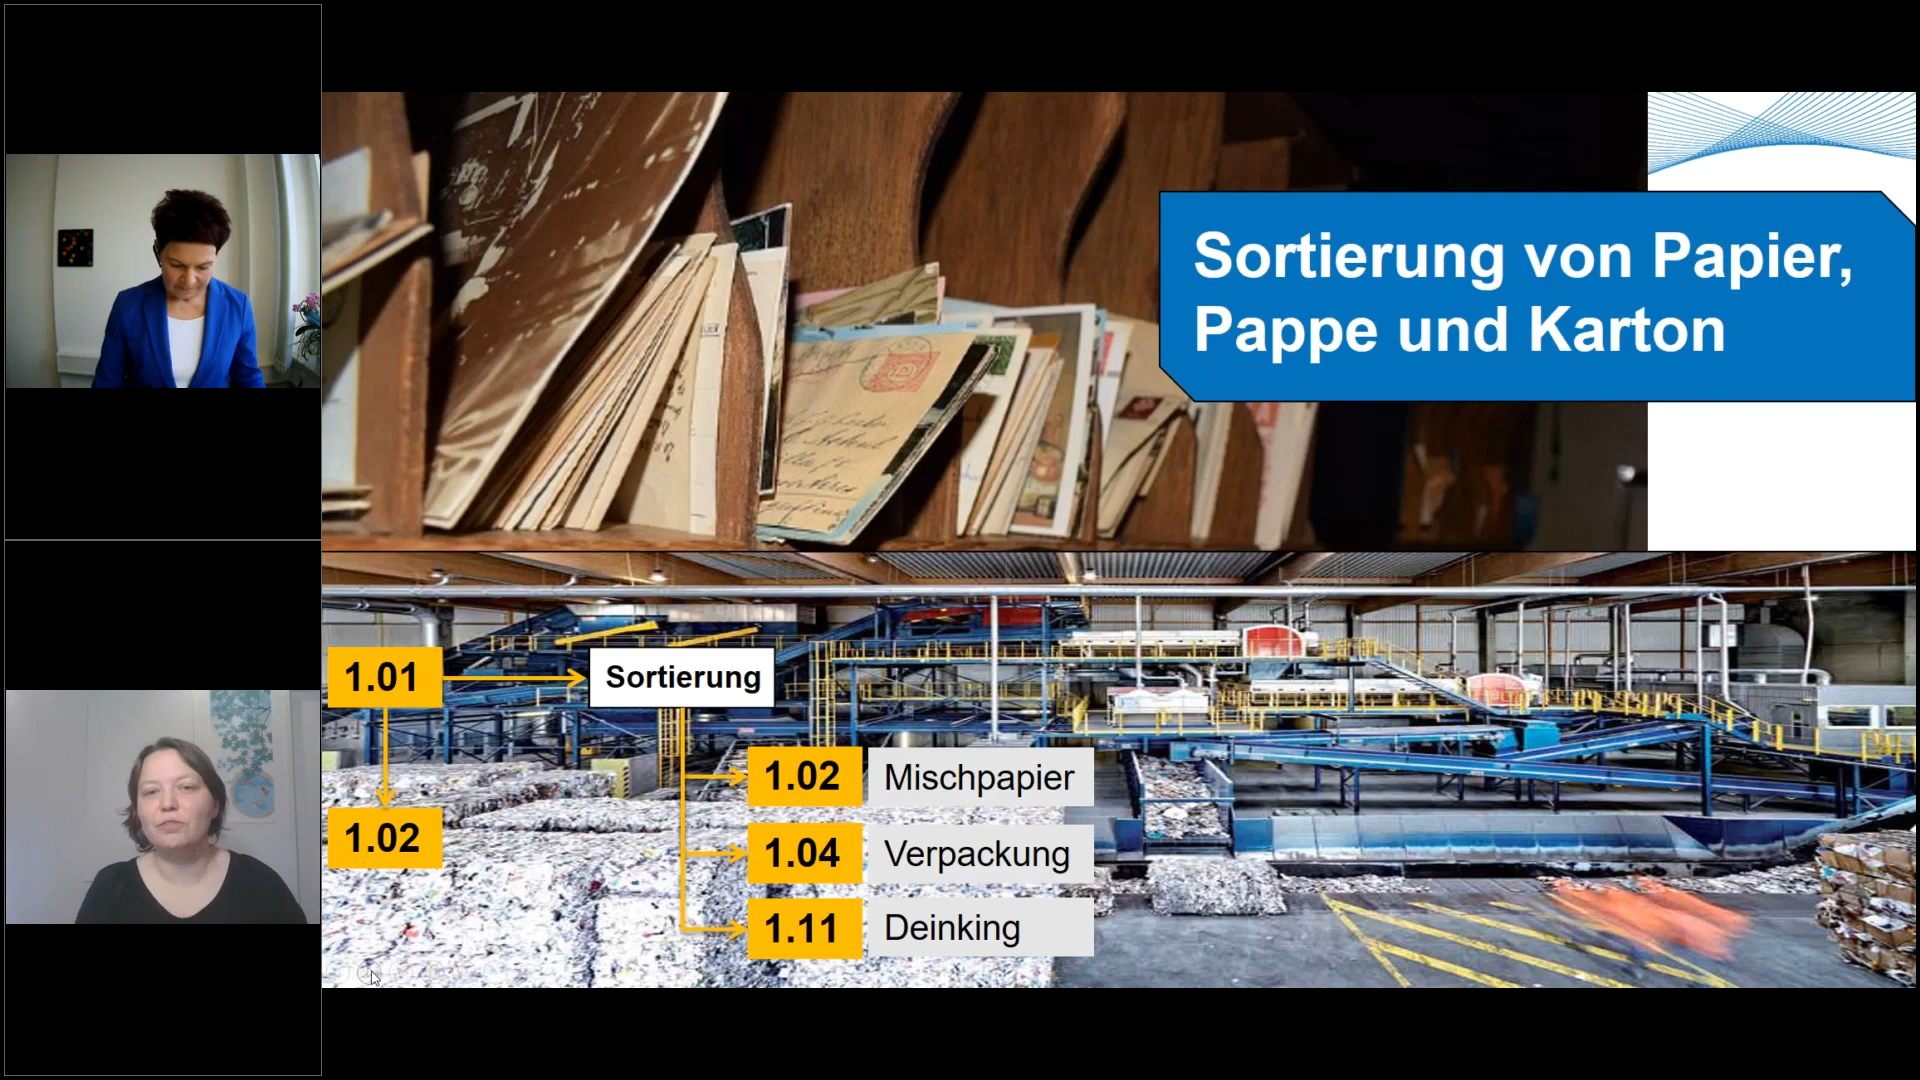 Sortierung von Papier,
Pappe und Karton
1.01
Sortierung
1.02
1.02 Mischpapier
1.04 Verpackung
1.11 Deinking